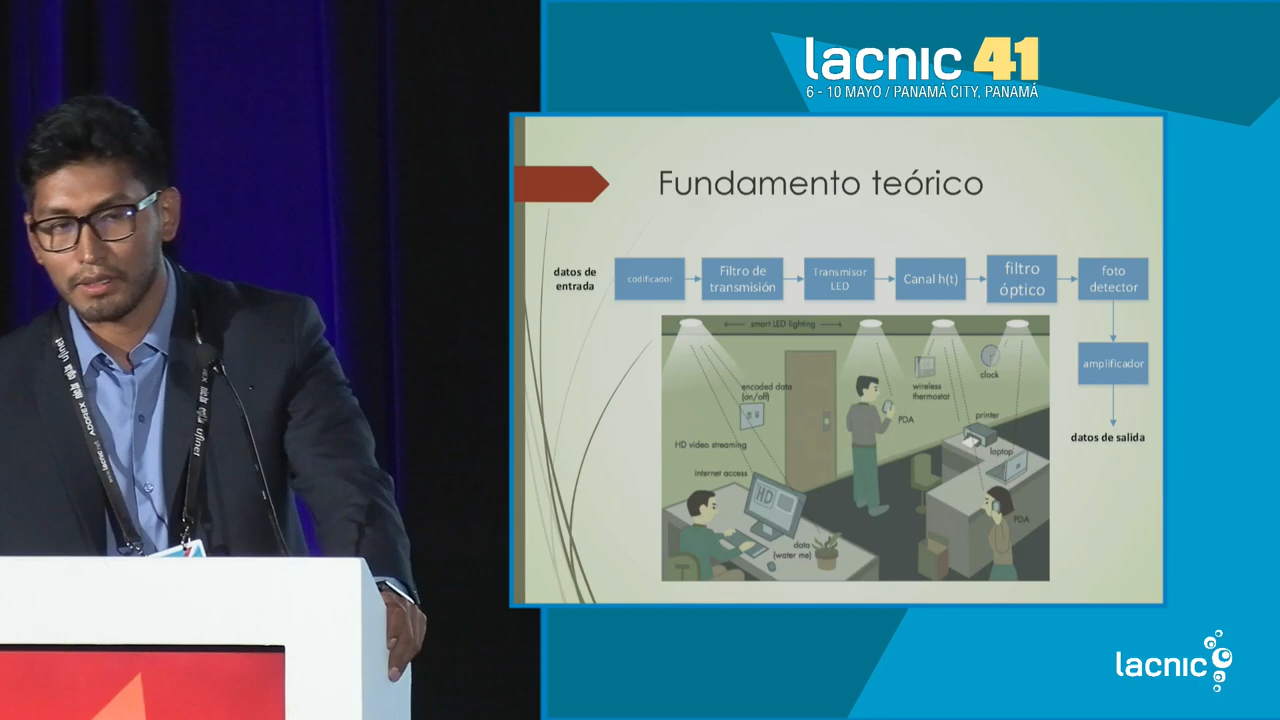 lacnic 41
6 - 10 MAYO / PANAMÁ CITY, PANAMÁ
Fundamento teórico
datos de
entrada
codificador
Filtro de
transmisión
Transmisor
LED
Canal h(t)
filtro
óptico
foto
detector
amplificador
datos de salida
smart LED lighting
encoded data
(on/off)
HD video streaming
internet access
HD
data
(water me)
PDA
wireless
thermostat
clock
printer
laptop
PDA
lacnic